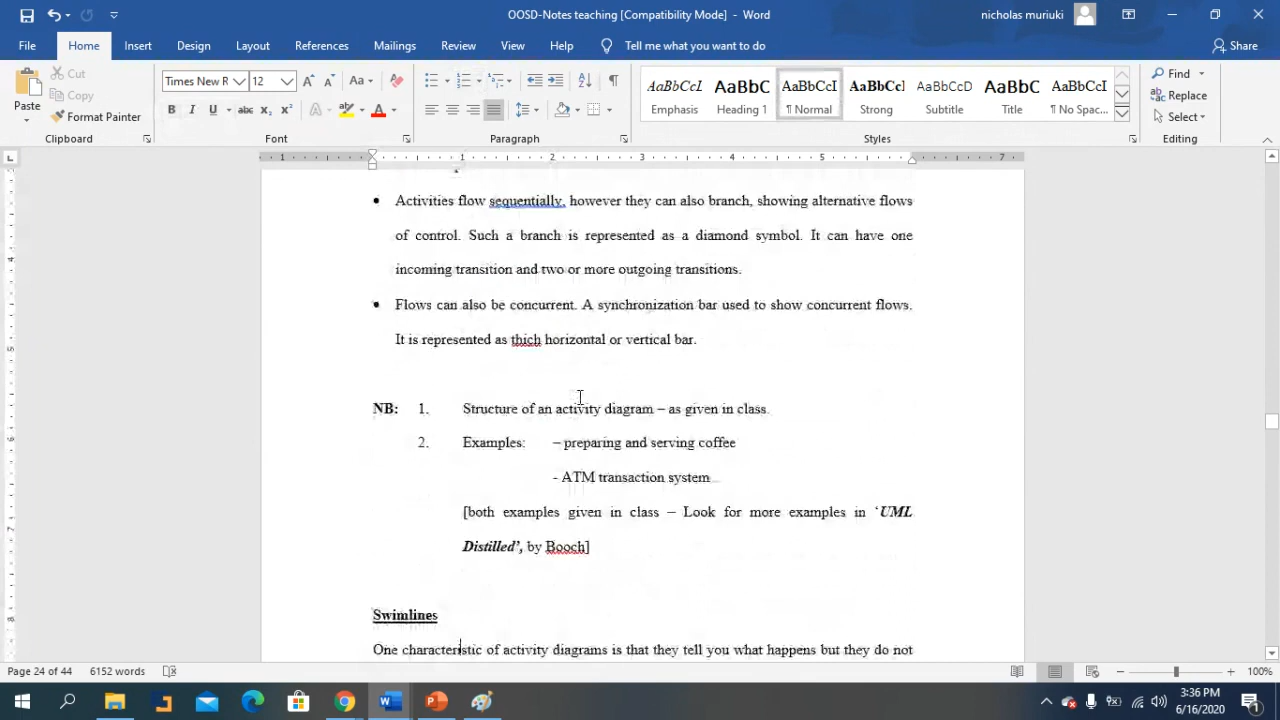 OOSD-Notes teaching [Compatibility Mode] - Word
nicholas muriuki
File Home Insert Design Layout References Mailings Review View Help Tell me what you want to do Share
Paste
Cut
Copy
Format Painter
Clipboard
Times New R 12
Font
Paragraph
AaBbCcI AaBbC AaBbCcI AaBbCcl AaBbCcD AaBbC AaBbCcI
Emphasis Heading 1 ¶ Normal Strong Subtitle Title ¶ No Spac...
Styles
Find
Replace
Select
Editing
1 1 2 3 4 5 7
• Activities flow sequentially, however they can also branch, showing alternative flows
of control. Such a branch is represented as a diamond symbol. It can have one
incoming transition and two or more outgoing transitions.
• Flows can also be concurrent. A synchronization bar used to show concurrent flows.
It is represented as thich horizontal or vertical bar.
NB: 1. Structure of an activity diagram – as given in class.
2. Examples: – preparing and serving coffee
- ATM transaction system
[both examples given in class – Look for more examples in ‘UML
Distilled’, by Booch]
Swimlines
One characteristic of activity diagrams is that they tell you what happens but they do not
Page 24 of 44 6152 words 100%
3:36 PM
6/16/2020